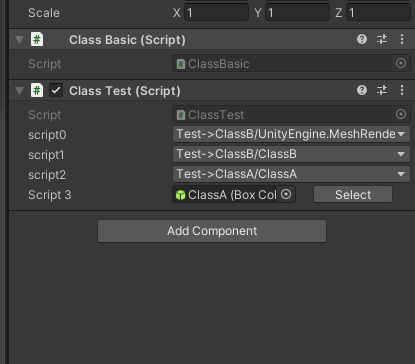 Scale X 1 Y 1 Z 1
# Class Basic (Script)
Script # ClassBasic
# Class Test (Script)
Script # ClassTest
script0 Test->ClassB/UnityEngine.MeshRende
script1 Test->ClassB/ClassB
script2 Test->ClassA/ClassA
Script 3 ClassA (Box Col Select
Add Component